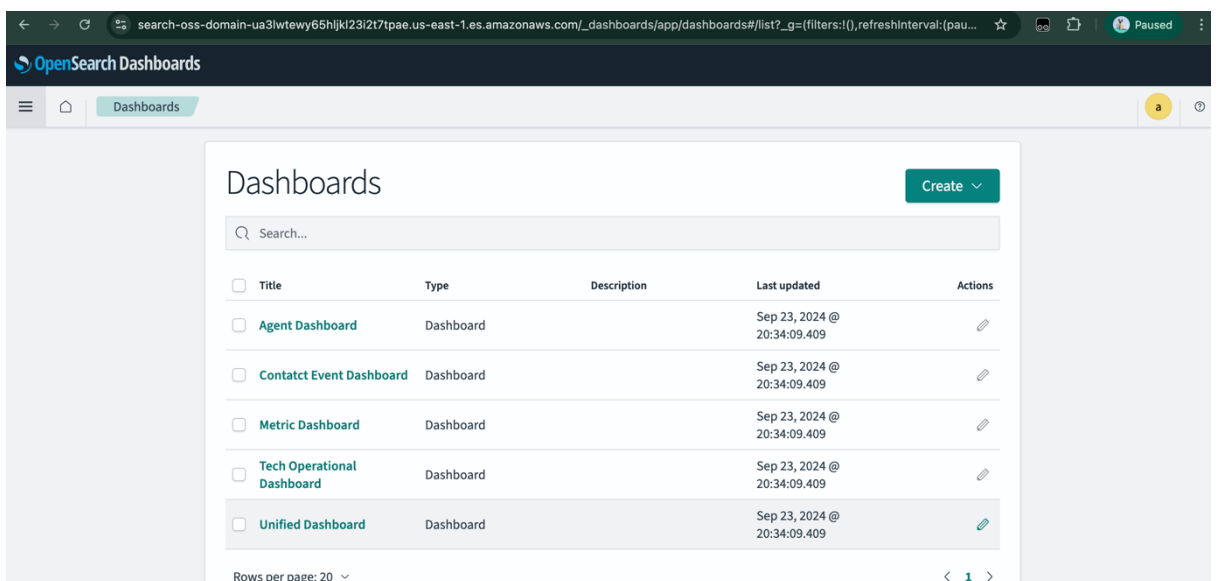 search-oss-domain-ua3lwtewy65hljkl23i2t7tpae.us-east-1.es.amazonaws.com/_dashboards/app/dashboards#/list?_g=(filters:!(),refreshInterval:(pau...
Paused
OpenSearch Dashboards
Dashboards
a
Dashboards
Create
Search...
Title Type Description Last updated Actions
Agent Dashboard Dashboard Sep 23, 2024 @
20:34:09.409
Contatct Event Dashboard Dashboard Sep 23, 2024 @
20:34:09.409
Metric Dashboard Dashboard Sep 23, 2024 @
20:34:09.409
Tech Operational
Dashboard Dashboard Sep 23, 2024 @
20:34:09.409
Unified Dashboard Dashboard Sep 23, 2024 @
20:34:09.409
Rows per page: 20
1